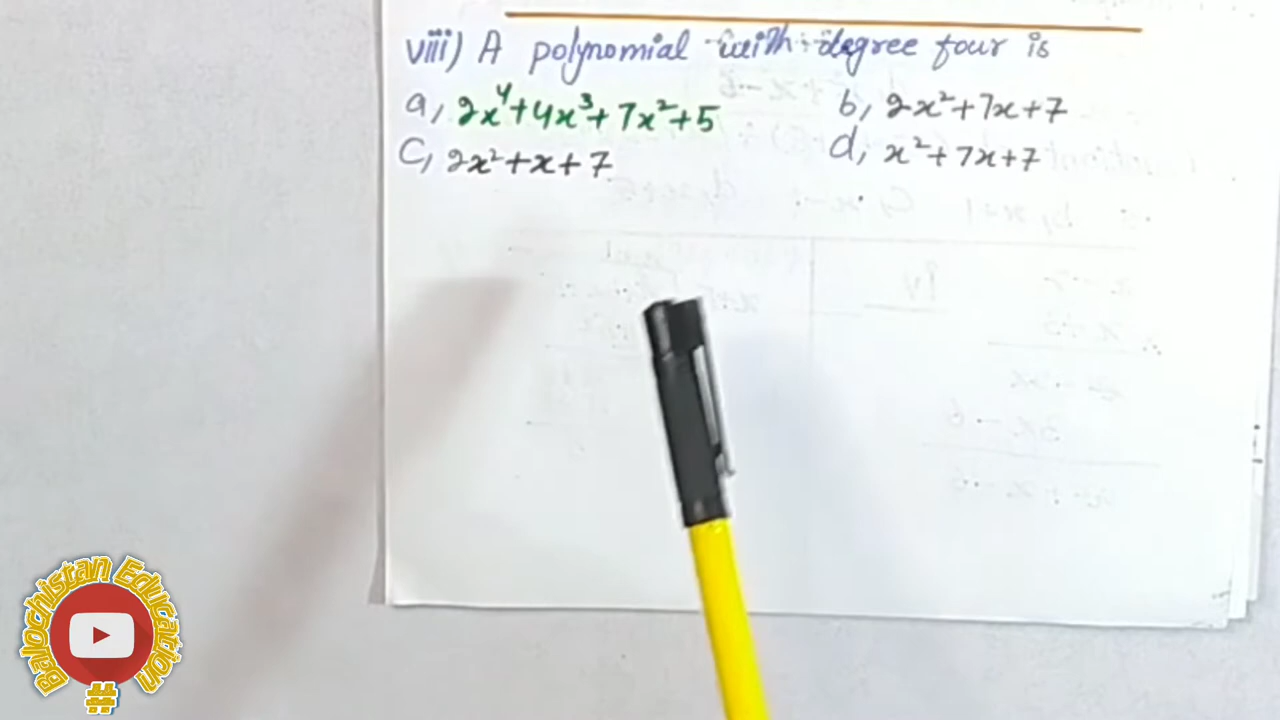 viii) A polynomial with degree four is
a, 2x⁴+4x³+7x²+5 b, 2x²+7x+7
C, 2x²+x+7 d, x²+7x+7
Balochistan Education
#